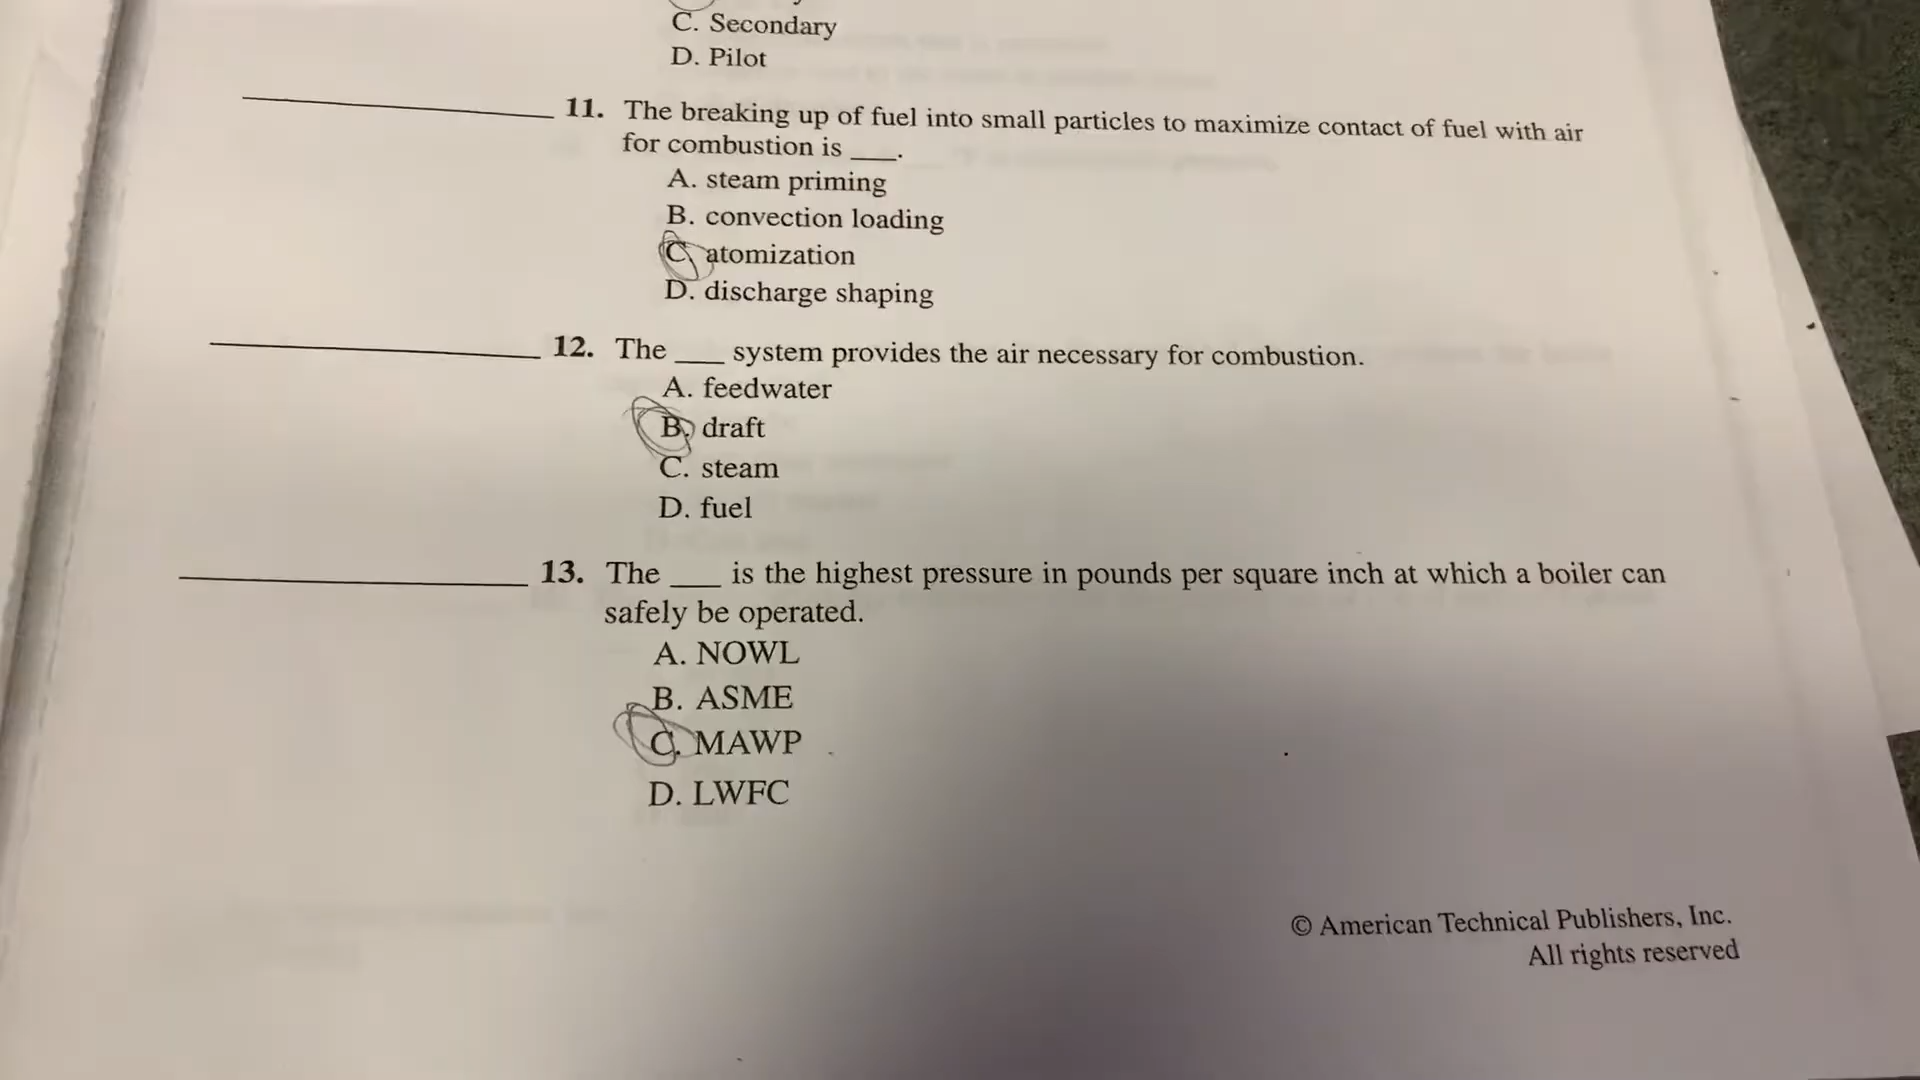 C. Secondary
D. Pilot
11. The breaking up of fuel into small particles to maximize contact of fuel with air
for combustion is ___.
A. steam priming
B. convection loading
C. atomization
D. discharge shaping
12. The ___ system provides the air necessary for combustion.
A. feedwater
B. draft
C. steam
D. fuel
13. The ___ is the highest pressure in pounds per square inch at which a boiler can
safely be operated.
A. NOWL
B. ASME
C. MAWP
D. LWFC
© American Technical Publishers, Inc.
All rights reserved